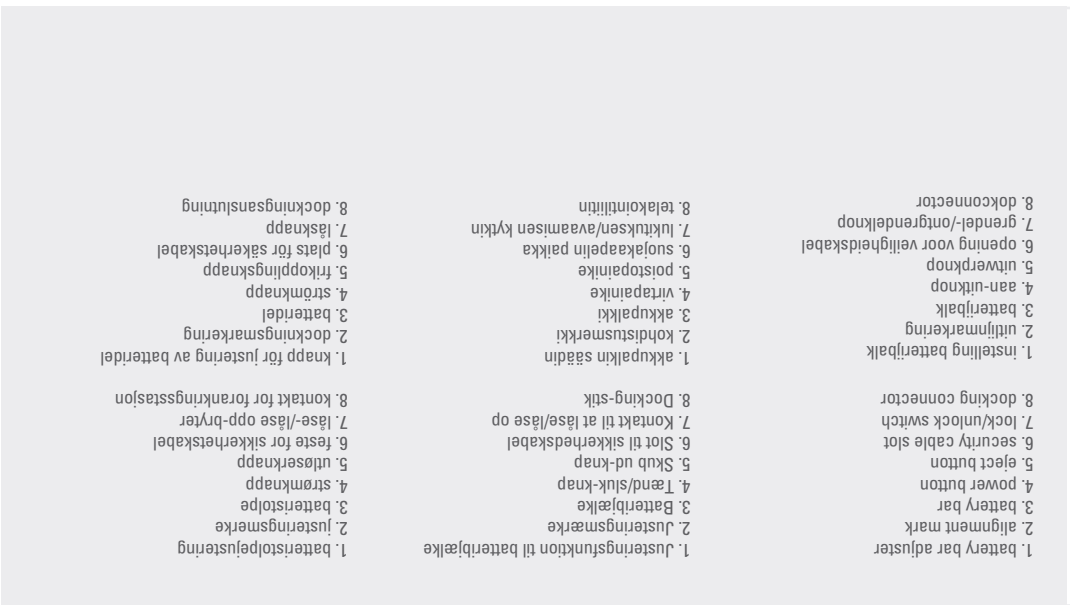 1. battery bar adjuster
2. alignment mark
3. battery bar
4. power button
5. eject button
6. security cable slot
7. lock/unlock switch
8. docking connector
1. Justeringsfunktion til batteribjælke
2. Justeringsmærke
3. Batteribjælke
4. Tænd/sluk-knap
5. Skub ud-knap
6. Slot til sikkerhedskabel
7. Kontakt til at låse/låse op
8. Docking-stik
1. batteristolpejustering
2. justeringsmerke
3. batteristolpe
4. strømknapp
5. utløserknapp
6. feste for sikkerhetskabel
7. låse-/låse opp-bryter
8. kontakt for forankringsstasjon
1. instelling batterijbalk
2. uitlijnmarkering
3. batterijbalk
4. aan-uitknop
5. uitwerpknop
6. opening voor veiligheidskabel
7. grendel-/ontgrendelknop
8. dokconnector
1. akkupalkin säädin
2. kohdistusmerkki
3. akkupalkki
4. virtapainike
5. poistopainike
6. suojakaapelin paikka
7. lukituksen/avaamisen kytkin
8. telakointiliitin
1. knapp för justering av batteridel
2. dockningsmarkering
3. batteridel
4. strömknapp
5. frikopplingsknapp
6. plats för säkerhetskabel
7. låsknapp
8. dockningsanslutning